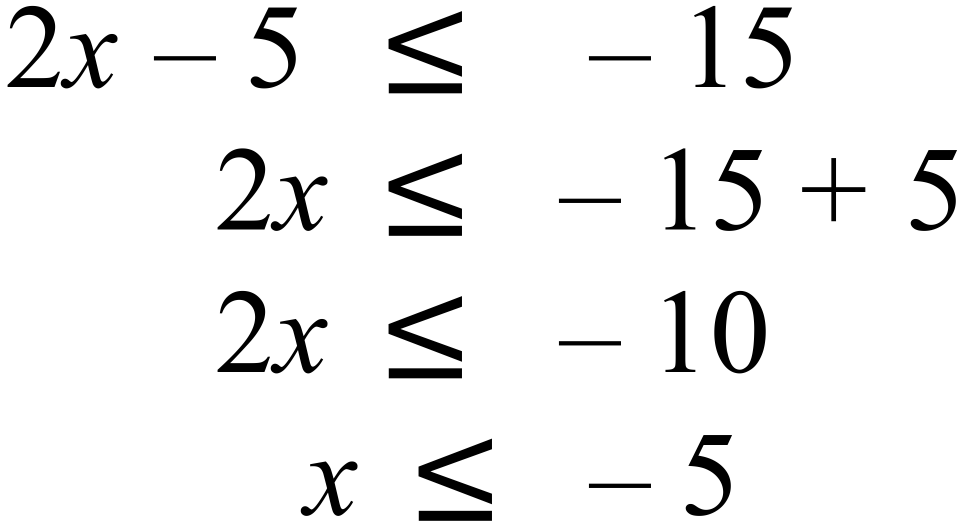 2x − 5 ≤ − 15
2x ≤ − 15 + 5
2x ≤ − 10
x ≤ − 5